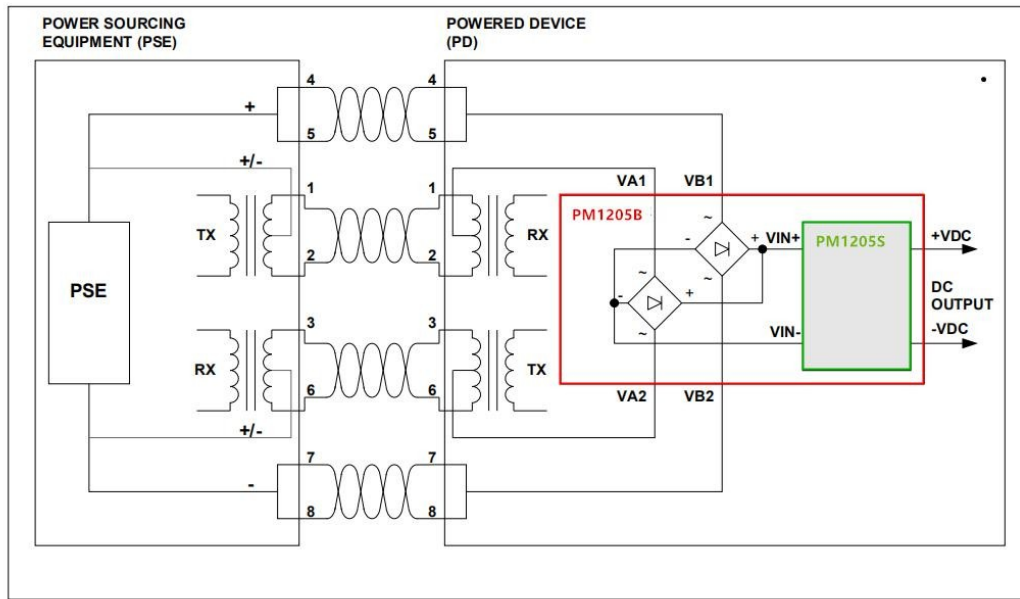 POWER SOURCING
EQUIPMENT (PSE)
POWERED DEVICE
(PD)
4
4
+
5
5
+/-
1
1
VA1
VB1
TX
RX
PM1205B
~
PM1205S
-
+
VIN+
+VDC
2
2
~
~
PSE
-
+
DC
OUTPUT
3
3
~
VIN-
-VDC
RX
TX
6
6
VA2
VB2
+/-
7
7
-
8
8